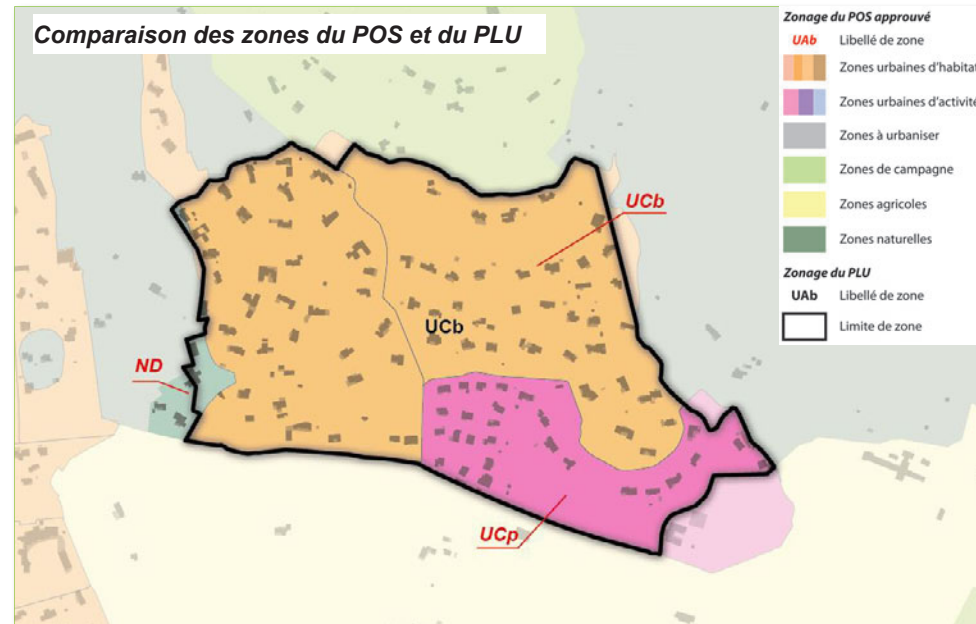 Comparaison des zones du POS et du PLU
Zonage du POS approuvé
UAb Libellé de zone
Zones urbaines d'habitat
Zones urbaines d'activité
Zones à urbaniser
Zones de campagne
Zones agricoles
Zones naturelles
Zonage du PLU
UAb Libellé de zone
Limite de zone
UCb
UCb
ND
UCp